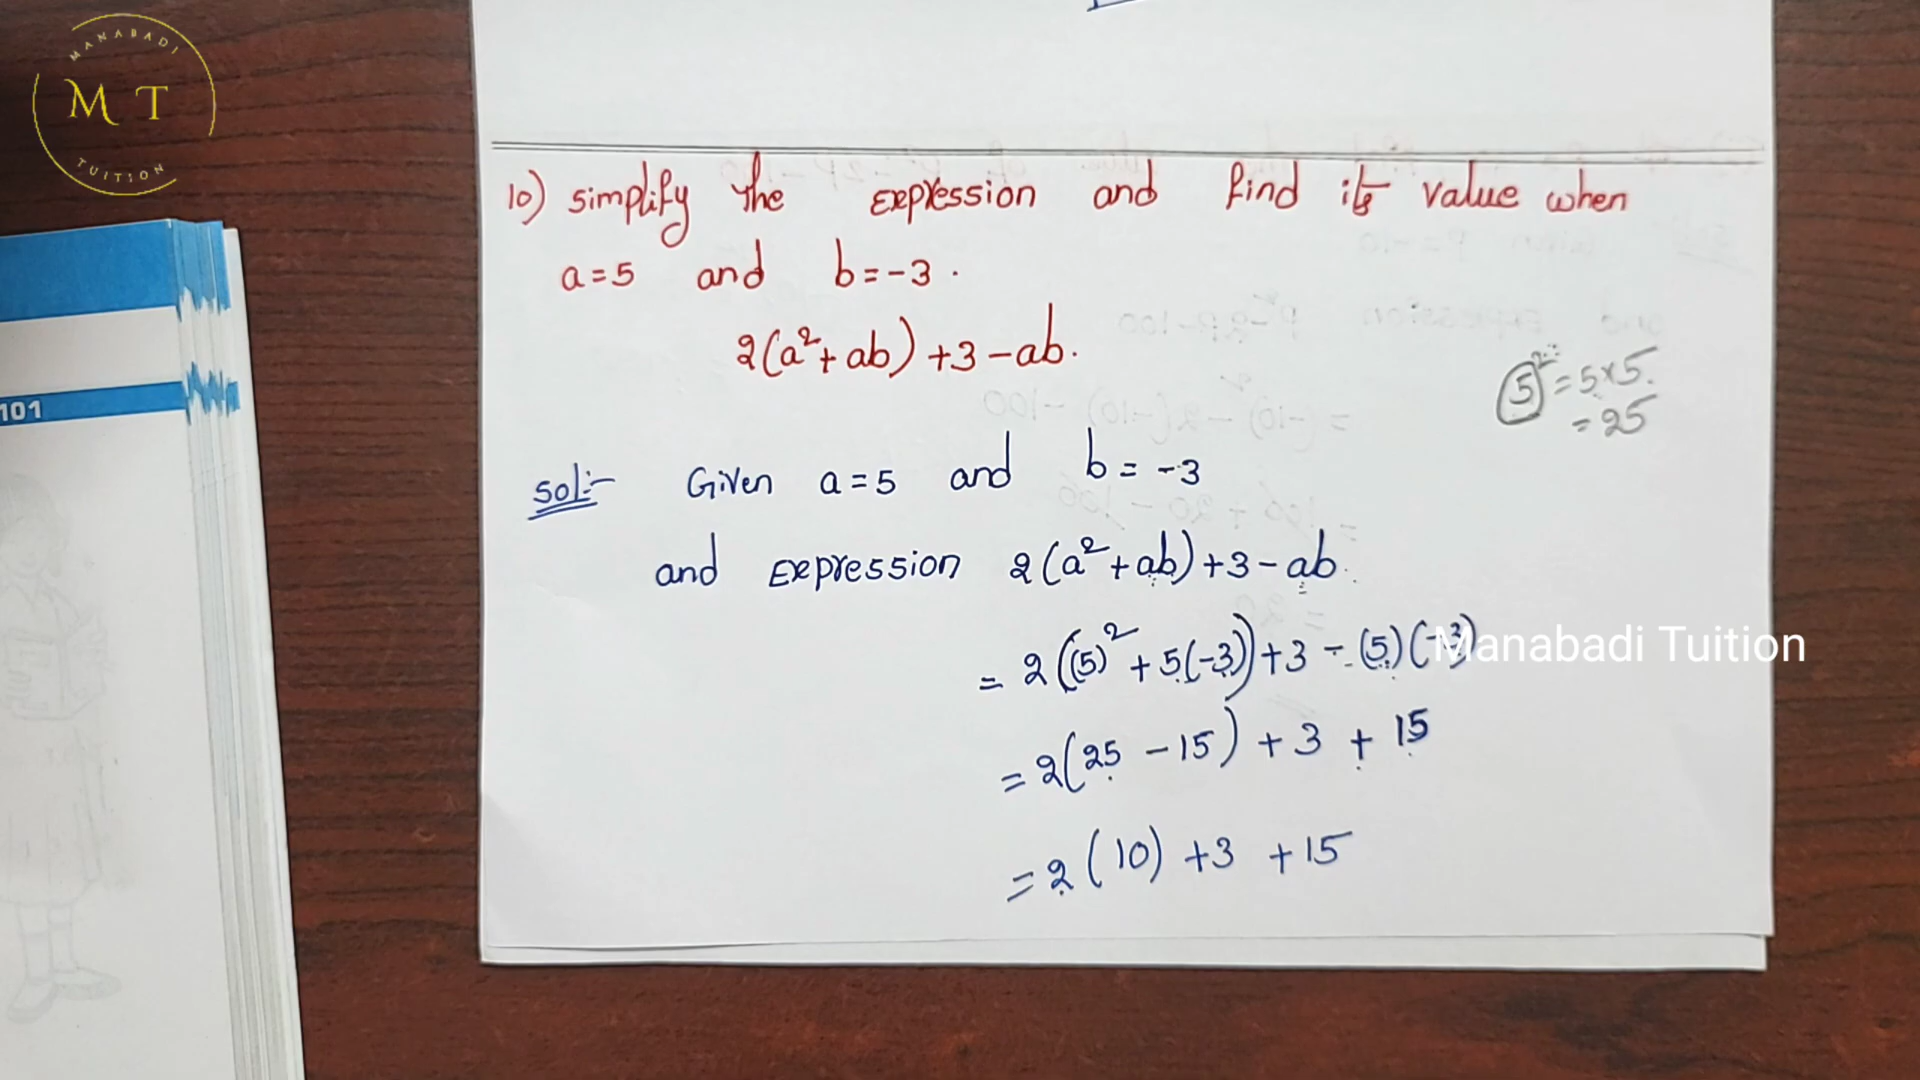 MANABADI
M T
TUITION
101
10) simplify the expression and find its value when
a=5 and b=-3.
2(a²+ab)+3-ab.
5² = 5×5.
= 25
Sol:- Given a=5 and b=-3
and expression 2(a²+ab)+3-ab.
= 2((5)²+5(-3))+3-(5)(-3)
Manabadi Tuition
= 2(25-15)+3+15
= 2(10)+3+15